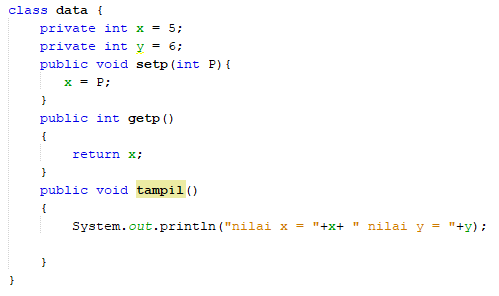 class data {
private int x = 5;
private int y = 6;
public void setp(int P){
x = P;
}
public int getp()
{
return x;
}
public void tampil()
{
System.out.println("nilai x = "+x+ " nilai y = "+y);
}
}